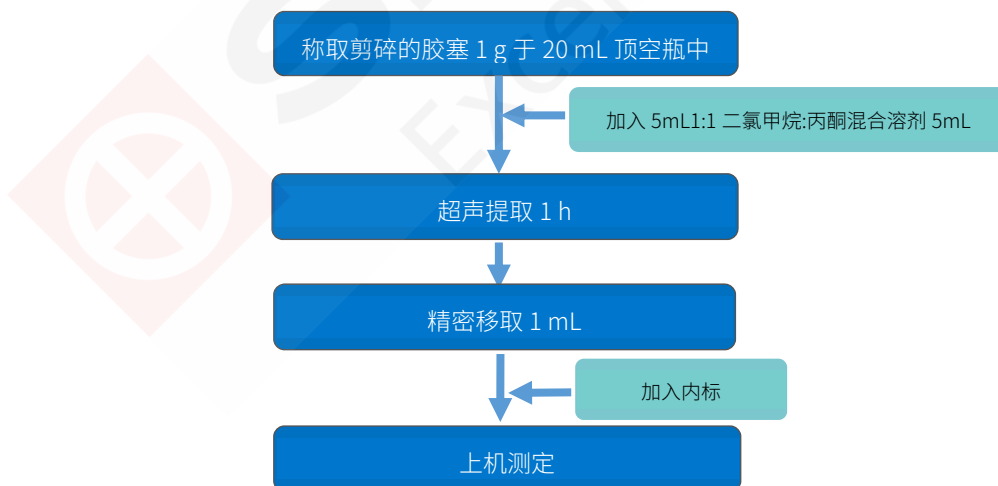 称取剪碎的胶塞 1 g 于 20 mL 顶空瓶中
加入 5mL1:1 二氯甲烷:丙酮混合溶剂 5mL
超声提取 1 h
精密移取 1 mL
加入内标
上机测定